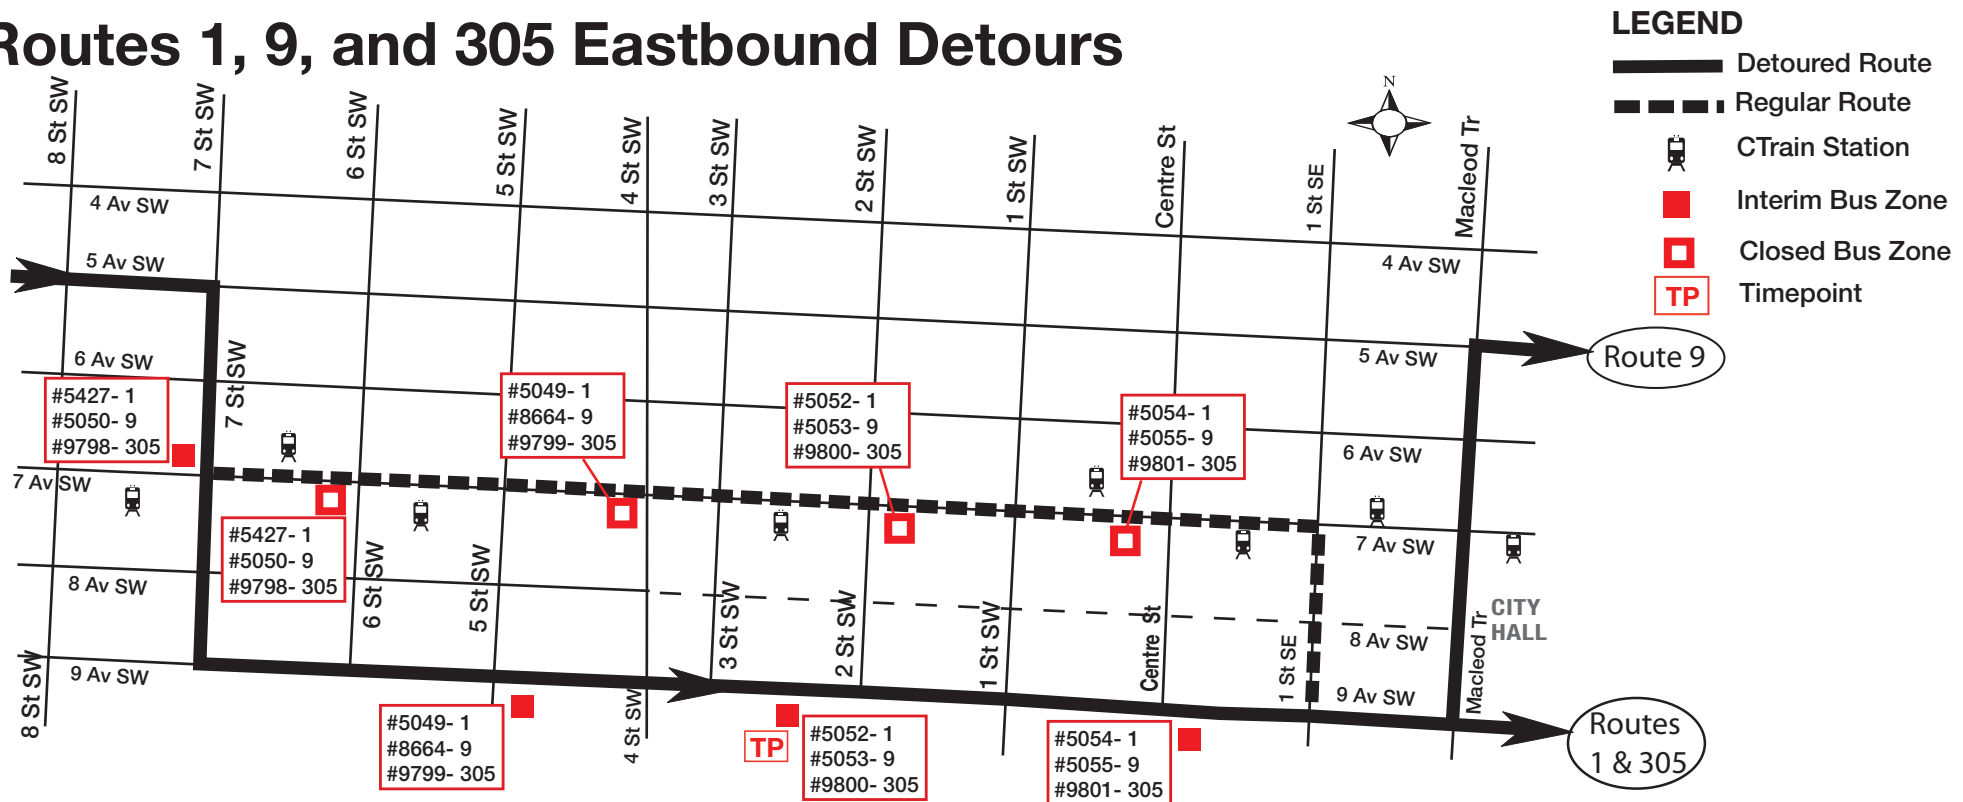 Routes 1, 9, and 305 Eastbound Detours
LEGEND
Detoured Route
Regular Route
CTrain Station
Interim Bus Zone
Closed Bus Zone
TP Timepoint
N
8 St SW
7 St SW
6 St SW
5 St SW
4 St SW
3 St SW
2 St SW
1 St SW
Centre St
1 St SE
Macleod Tr
4 Av SW
4 Av SW
5 Av SW
5 Av SW
Route 9
6 Av SW
7 St SW
#5427- 1
#5050- 9
#9798- 305
#5049- 1
#8664- 9
#9799- 305
#5052- 1
#5053- 9
#9800- 305
#5054- 1
#5055- 9
#9801- 305
6 Av SW
7 Av SW
7 Av SW
#5427- 1
#5050- 9
#9798- 305
8 Av SW
6 St SW
5 St SW
3 St SW
2 St SW
1 St SW
Centre St
1 St SE
8 Av SW
Macleod Tr
CITY
HALL
8 St SW
9 Av SW
4 St SW
9 Av SW
#5049- 1
#8664- 9
#9799- 305
TP
#5052- 1
#5053- 9
#9800- 305
#5054- 1
#5055- 9
#9801- 305
Routes
1 & 305